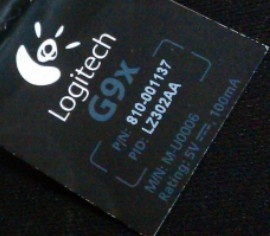 Logitech
G9x
P/N: 810-001137
PID: LZ302AA
M/N: M-U0006
Rating: 5V⎓ 100mA